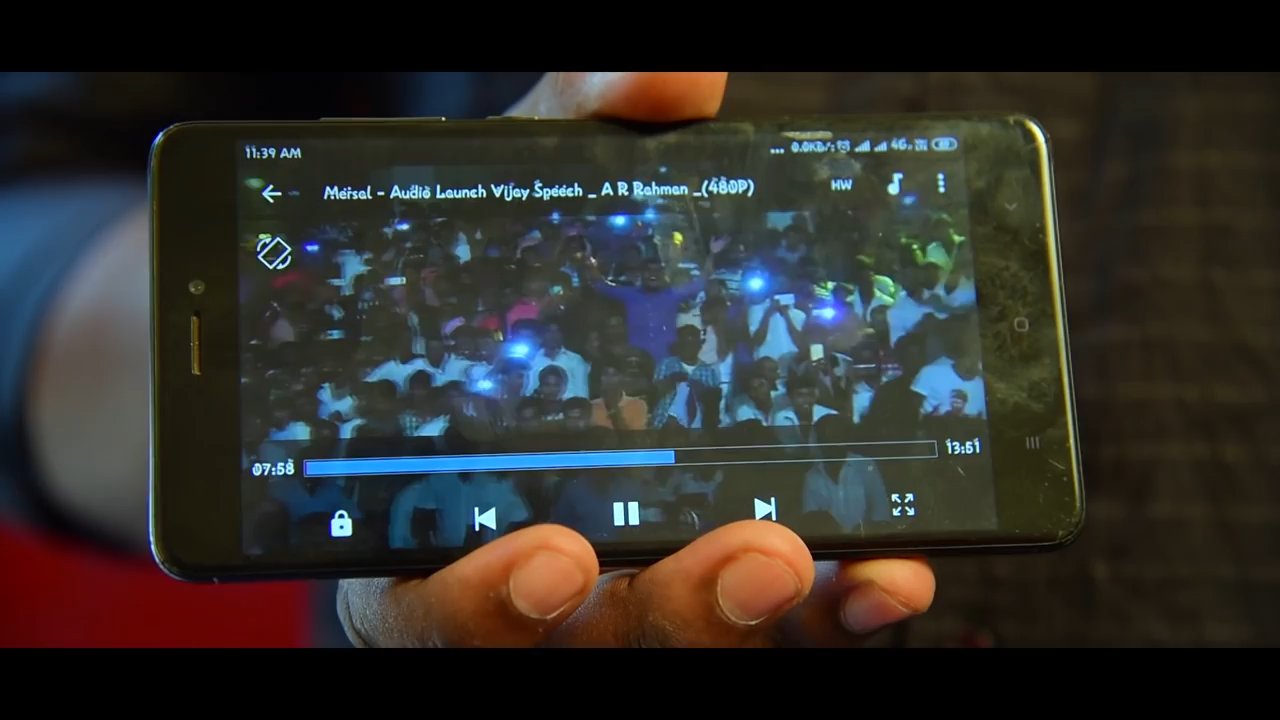 11:39 AM
... 0.0KB/s 4G
Mersal - Audio Launch Vijay Speech _ A R Rahman _(480P)
HW
07:58
13:51